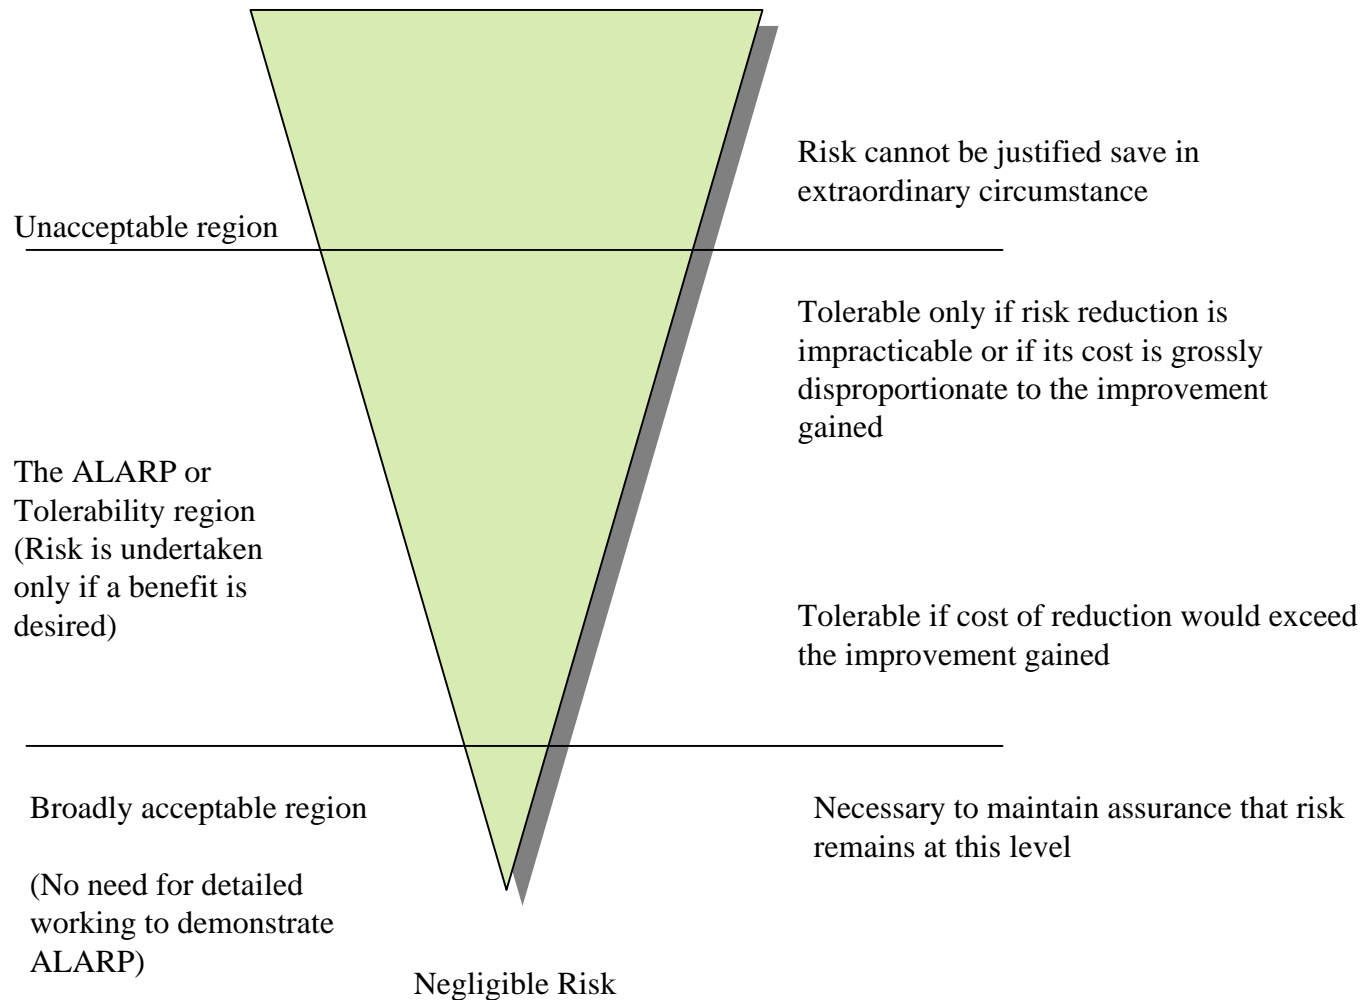 Risk cannot be justified save in
extraordinary circumstance
Unacceptable region
Tolerable only if risk reduction is
impracticable or if its cost is grossly
disproportionate to the improvement
gained
The ALARP or
Tolerability region
(Risk is undertaken
only if a benefit is
desired)
Tolerable if cost of reduction would exceed
the improvement gained
Broadly acceptable region
(No need for detailed
working to demonstrate
ALARP)
Necessary to maintain assurance that risk
remains at this level
Negligible Risk